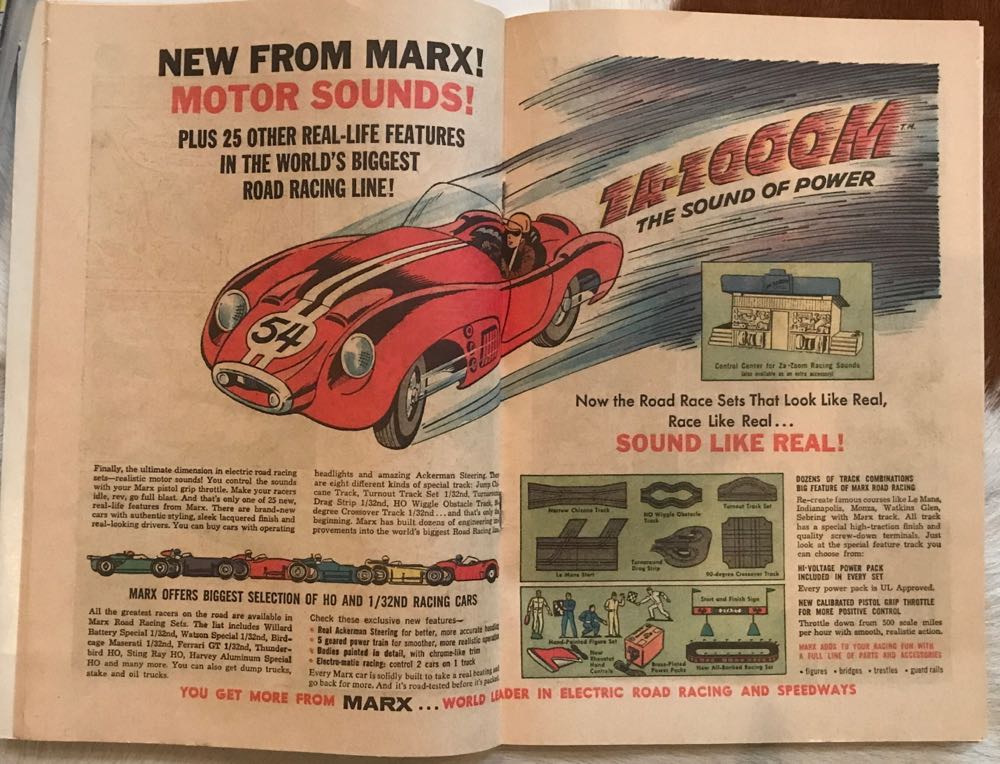 NEW FROM MARX!
MOTOR SOUNDS!
PLUS 25 OTHER REAL-LIFE FEATURES
IN THE WORLD'S BIGGEST
ROAD RACING LINE!
54
Finally, the ultimate dimension in electric road racing
sets—realistic motor sounds! You control the sounds
with your Marx pistol grip throttle. Make your racers
idle, rev, go full blast. And that's only one of 25 new,
real-life features from Marx. There are brand-new
cars with authentic styling, sleek lacquered finish and
real-looking drivers. You can buy cars with operating
headlights and amazing Ackerman Steering. There
are eight different kinds of special track: Jump
cane Track, Turnout Track Set 1/32nd,
Drag Strip 1/32nd, HO Wiggle Obstacle Track,
degree Crossover Track 1/32nd ... and that's only
beginning. Marx has built dozens of engineering
provements into the world's biggest Road Racing
MARX OFFERS BIGGEST SELECTION OF HO AND 1/32ND RACING CARS
All the greatest racers on the road are available in
Marx Road Racing Sets. The list includes Willard
Battery Special 1/32nd, Watson Special 1/32nd, Bird-
cage Maserati 1/32nd, Ferrari GT 1/32nd, Thunder-
bird HO, Sting Ray HO, Harvey Aluminum Special
HO and many more. You can also get dump trucks,
stake and oil trucks.
Check these exclusive new features—
Real Ackerman Steering for better, more accurate handling
5 geared power train for smoother, more realistic
Bodies painted in detail, with chrome-like trim
Electro-matic racing: control 2 cars on 1 track
Every Marx car is solidly built to take a real beating and
go back for more. And it's road-tested before it's packed.
ZA-ZOOOM T.M.
THE SOUND OF POWER
Control Center for Za-Zoom Racing Sounds
(also available as an extra accessory)
Now the Road Race Sets That Look Like Real,
Race Like Real...
SOUND LIKE REAL!
Narrow Chicane Track
HO Wiggle Obstacle
Track
Turnout Track Set
Le Mans Start
Turnaround
Drag Strip
90-degree Crossover Track
Hand-Painted Figure Set
New
Rheostat
Hand
Controls
Brass-Plated
Power Packs
Start and Finish Sign
START
New All-Banked Racing Set
DOZENS OF TRACK COMBINATIONS
BIG FEATURE OF MARX ROAD RACING
Re-create famous courses like Le Mans,
Indianapolis, Monza, Watkins Glen,
Sebring with Marx track. All track
has a special high-traction finish and
quality screw-down terminals. Just
look at the special feature track you
can choose from:
HI-VOLTAGE POWER PACK
INCLUDED IN EVERY SET
Every power pack is UL Approved.
NEW CALIBRATED PISTOL GRIP THROTTLE
FOR MORE POSITIVE CONTROL
Throttle down from 500 scale miles
per hour with smooth, realistic action.
MARX ADDS TO YOUR RACING FUN WITH
A FULL LINE OF PARTS AND ACCESSORIES
• figures • bridges • trestles • guard rails
YOU GET MORE FROM MARX ... WORLD LEADER IN ELECTRIC ROAD RACING AND SPEEDWAYS